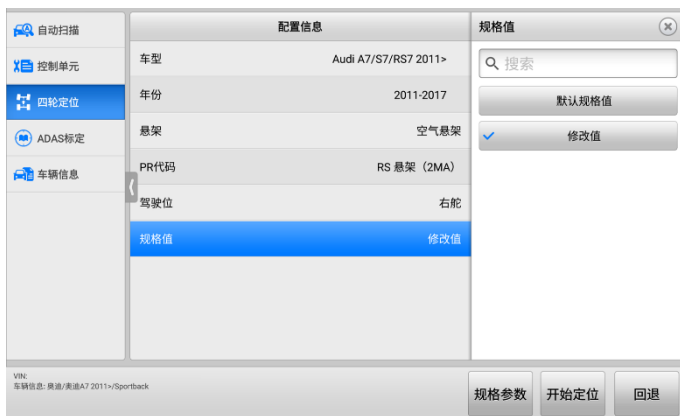 自动扫描
控制单元
四轮定位
ADAS标定
车辆信息
配置信息
车型 Audi A7/S7/RS7 2011>
年份 2011-2017
悬架 空气悬架
PR代码 RS 悬架（2MA）
驾驶位 右舵
规格值 修改值
规格值
搜索
默认规格值
修改值
VIN:
车辆信息: 奥迪/奥迪A7 2011>/Sportback
规格参数 开始定位 回退